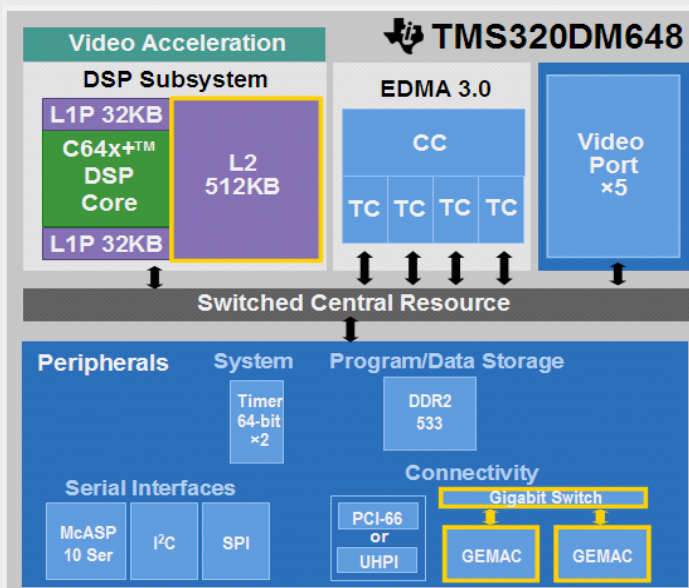 Video Acceleration
TMS320DM648
DSP Subsystem
L1P 32KB
C64x+™
DSP
Core
L1P 32KB
L2
512KB
EDMA 3.0
CC
TC TC TC TC
Video
Port
×5
Switched Central Resource
Peripherals
System
Timer
64-bit
×2
Program/Data Storage
DDR2
533
Serial Interfaces
McASP
10 Ser
I²C
SPI
Connectivity
PCI-66
or
UHPI
Gigabit Switch
GEMAC
GEMAC